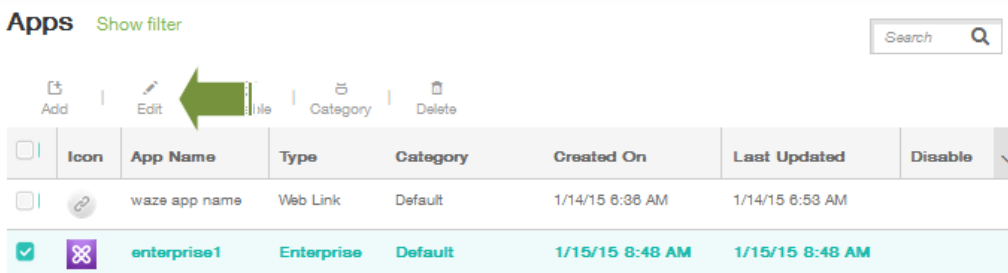 Apps Show filter
Search
Add Edit Category Delete
Icon App Name Type Category Created On Last Updated Disable
waze app name Web Link Default 1/14/15 6:36 AM 1/14/15 6:53 AM
enterprise1 Enterprise Default 1/15/15 8:48 AM 1/15/15 8:48 AM